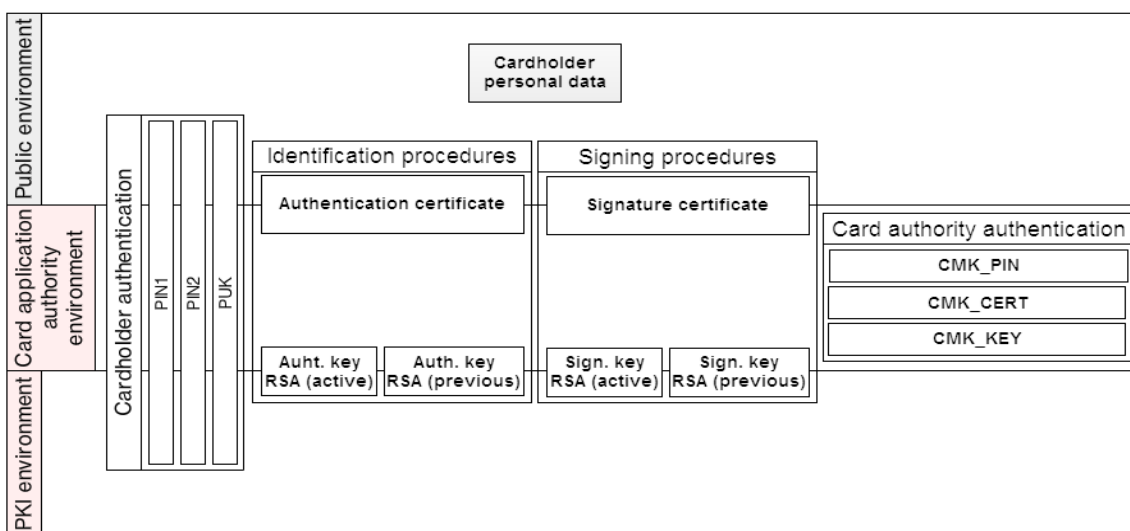 Public environment
Card application
authority
environment
PKI environment
Cardholder
personal data
Cardholder authentication
PIN1
PIN2
PUK
Identification procedures
Authentication certificate
Auht. key
RSA (active)
Auth. key
RSA (previous)
Signing procedures
Signature certificate
Sign. key
RSA (active)
Sign. key
RSA (previous)
Card authority authentication
CMK_PIN
CMK_CERT
CMK_KEY